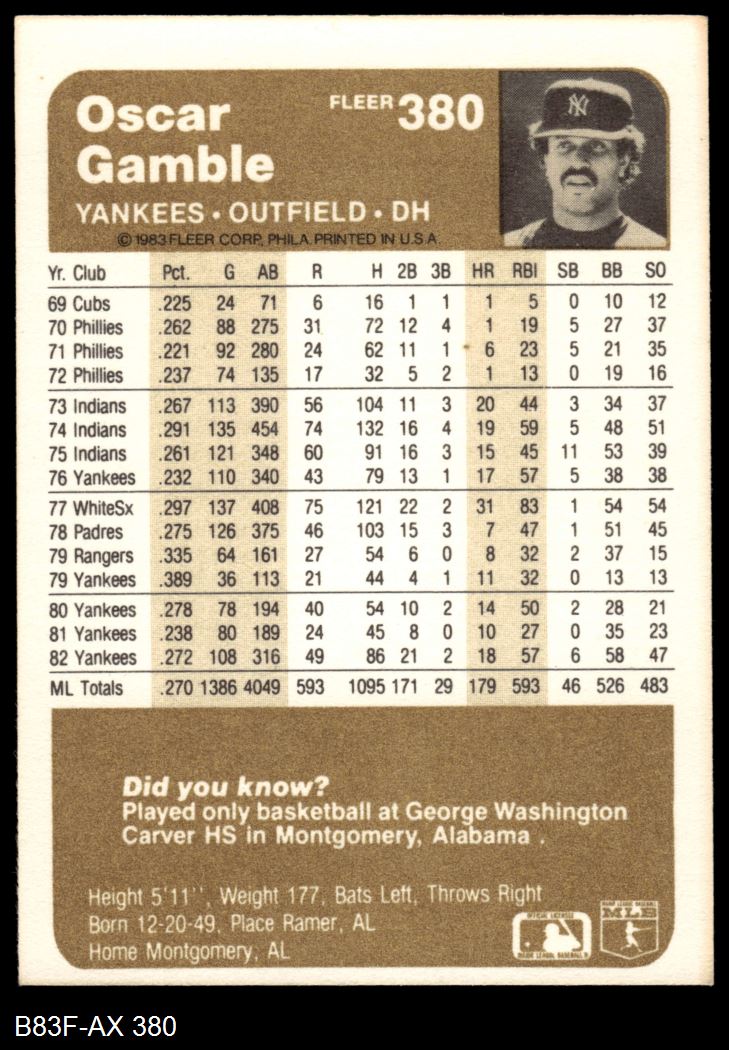 Oscar
Gamble
FLEER 380
YANKEES • OUTFIELD • DH
© 1983 FLEER CORP., PHILA. PRINTED IN U.S.A.
NY
Yr. Club Pct. G AB R H 2B 3B HR RBI SB BB SO
69 Cubs .225 24 71 6 16 1 1 1 5 0 10 12
70 Phillies .262 88 275 31 72 12 4 1 19 5 27 37
71 Phillies .221 92 280 24 62 11 1 6 23 5 21 35
72 Phillies .237 74 135 17 32 5 2 1 13 0 19 16
73 Indians .267 113 390 56 104 11 3 20 44 3 34 37
74 Indians .291 135 454 74 132 16 4 19 59 5 48 51
75 Indians .261 121 348 60 91 16 3 15 45 11 53 39
76 Yankees .232 110 340 43 79 13 1 17 57 5 38 38
77 WhiteSx .297 137 408 75 121 22 2 31 83 1 54 54
78 Padres .275 126 375 46 103 15 3 7 47 1 51 45
79 Rangers .335 64 161 27 54 6 0 8 32 2 37 15
79 Yankees .389 36 113 21 44 4 1 11 32 0 13 13
80 Yankees .278 78 194 40 54 10 2 14 50 2 28 21
81 Yankees .238 80 189 24 45 8 0 10 27 0 35 23
82 Yankees .272 108 316 49 86 21 2 18 57 6 58 47
ML Totals .270 1386 4049 593 1095 171 29 179 593 46 526 483
Did you know?
Played only basketball at George Washington
Carver HS in Montgomery, Alabama .
Height 5'11'', Weight 177, Bats Left, Throws Right
Born 12-20-49, Place Ramer, AL
Home Montgomery, AL
OFFICIAL LICENSEE
MAJOR LEAGUE BASEBALL
MAJOR LEAGUE BASEBALL
MLB
B83F-AX 380